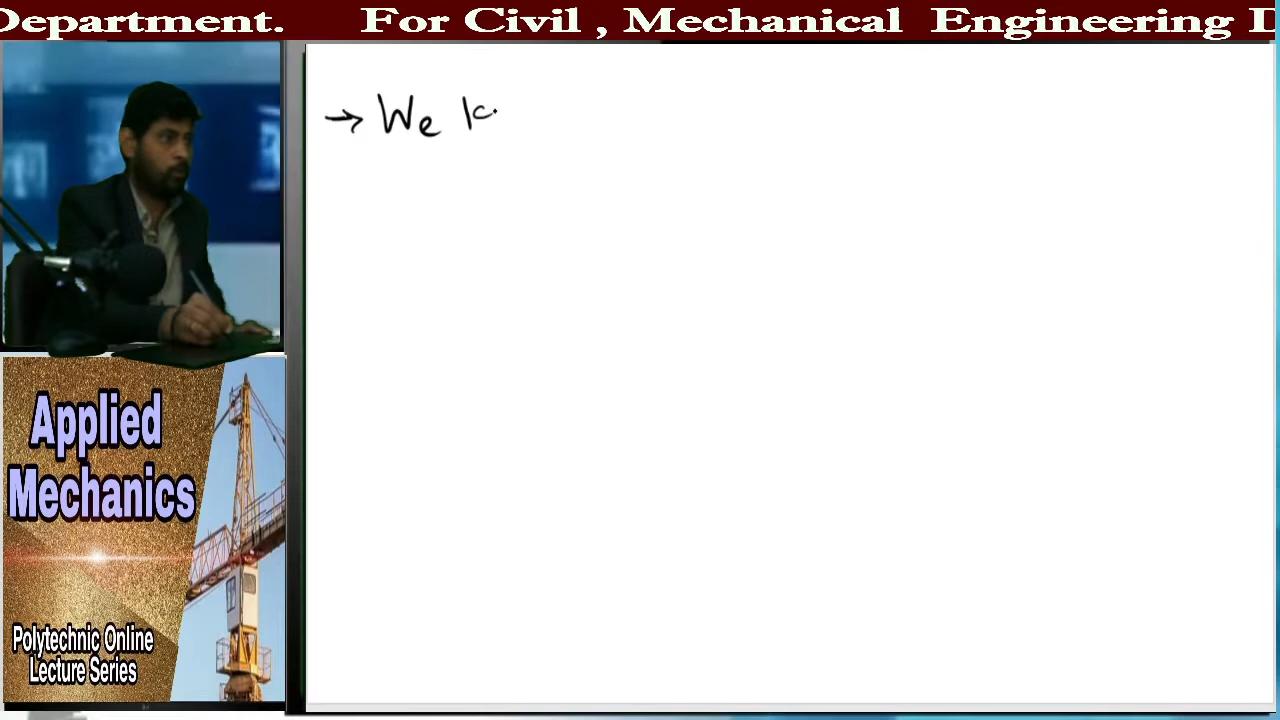 Department. For Civil , Mechanical Engineering D
→ We K
Applied
Mechanics
Polytechnic Online
Lecture Series